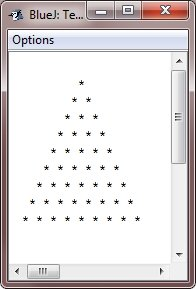 BlueJ: Te...
Options
*
* *
* * *
* * * *
* * * * *
* * * * * *
* * * * * * *
* * * * * * * *
* * * * * * * * *